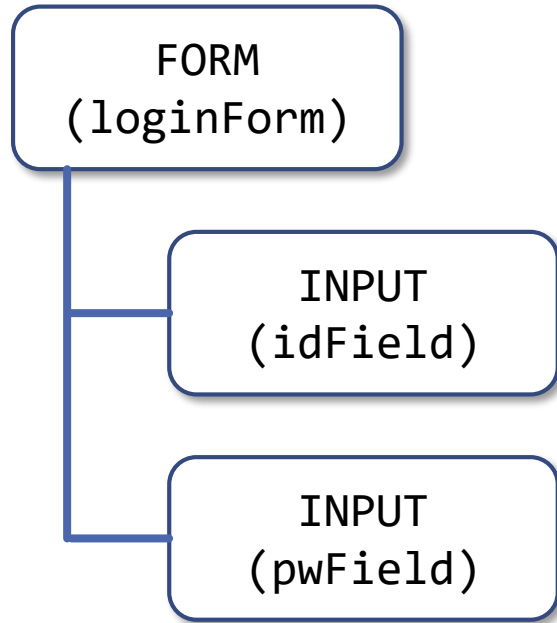 FORM
(loginForm)
INPUT
(idField)
INPUT
(pwField)